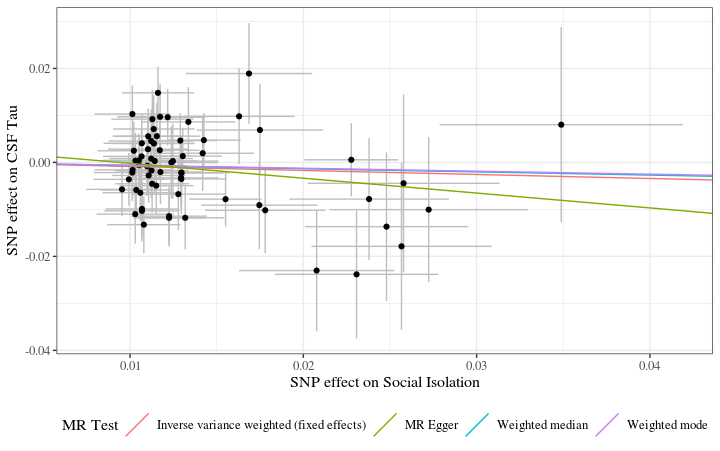 0.02
0.00
-0.02
-0.04
SNP effect on CSF Tau
0.01
0.02
0.03
0.04
SNP effect on Social Isolation
MR Test
Inverse variance weighted (fixed effects)
MR Egger
Weighted median
Weighted mode